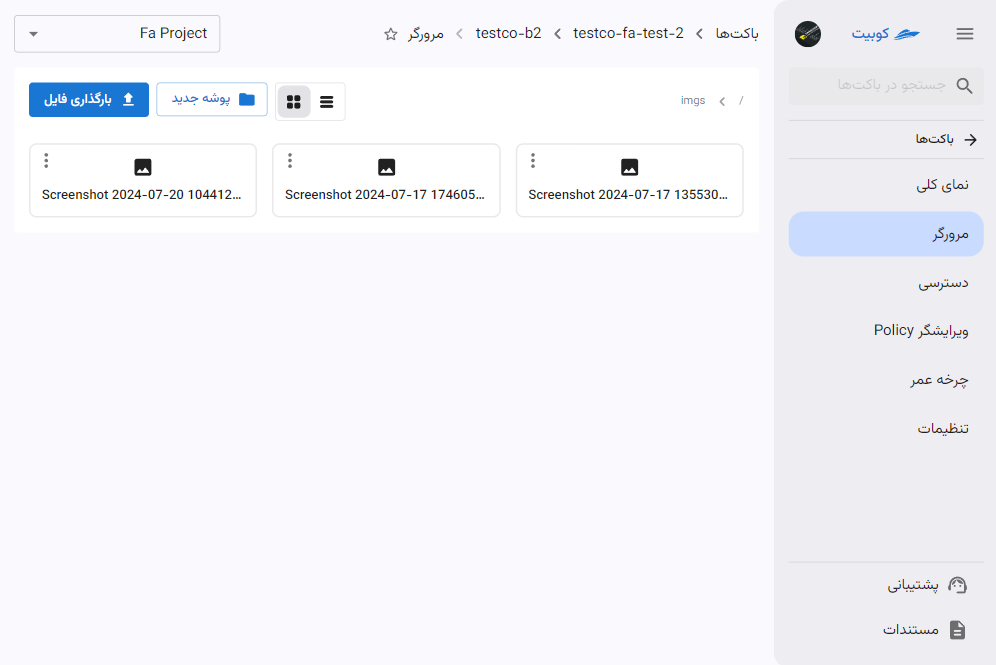 کوبیت
جستجو در باکت‌ها
باکت‌ها
نمای کلی
مرورگر
دسترسی
ویرایشگر Policy
چرخه عمر
تنظیمات
پشتیبانی
مستندات
باکت‌ها
testco-fa-test-2
testco-b2
مرورگر
Fa Project
/
imgs
پوشه جدید
بارگذاری فایل
Screenshot 2024-07-17 135530...
Screenshot 2024-07-17 174605...
Screenshot 2024-07-20 104412...